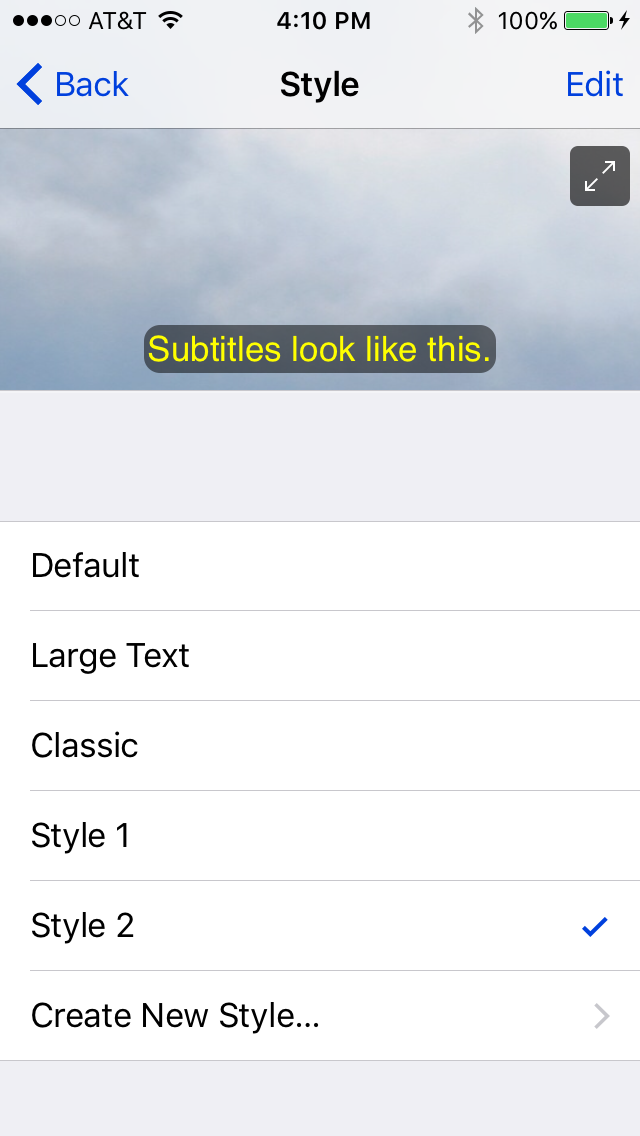 AT&T 4:10 PM 100%
Back Style Edit
Subtitles look like this.
Default
Large Text
Classic
Style 1
Style 2
Create New Style...